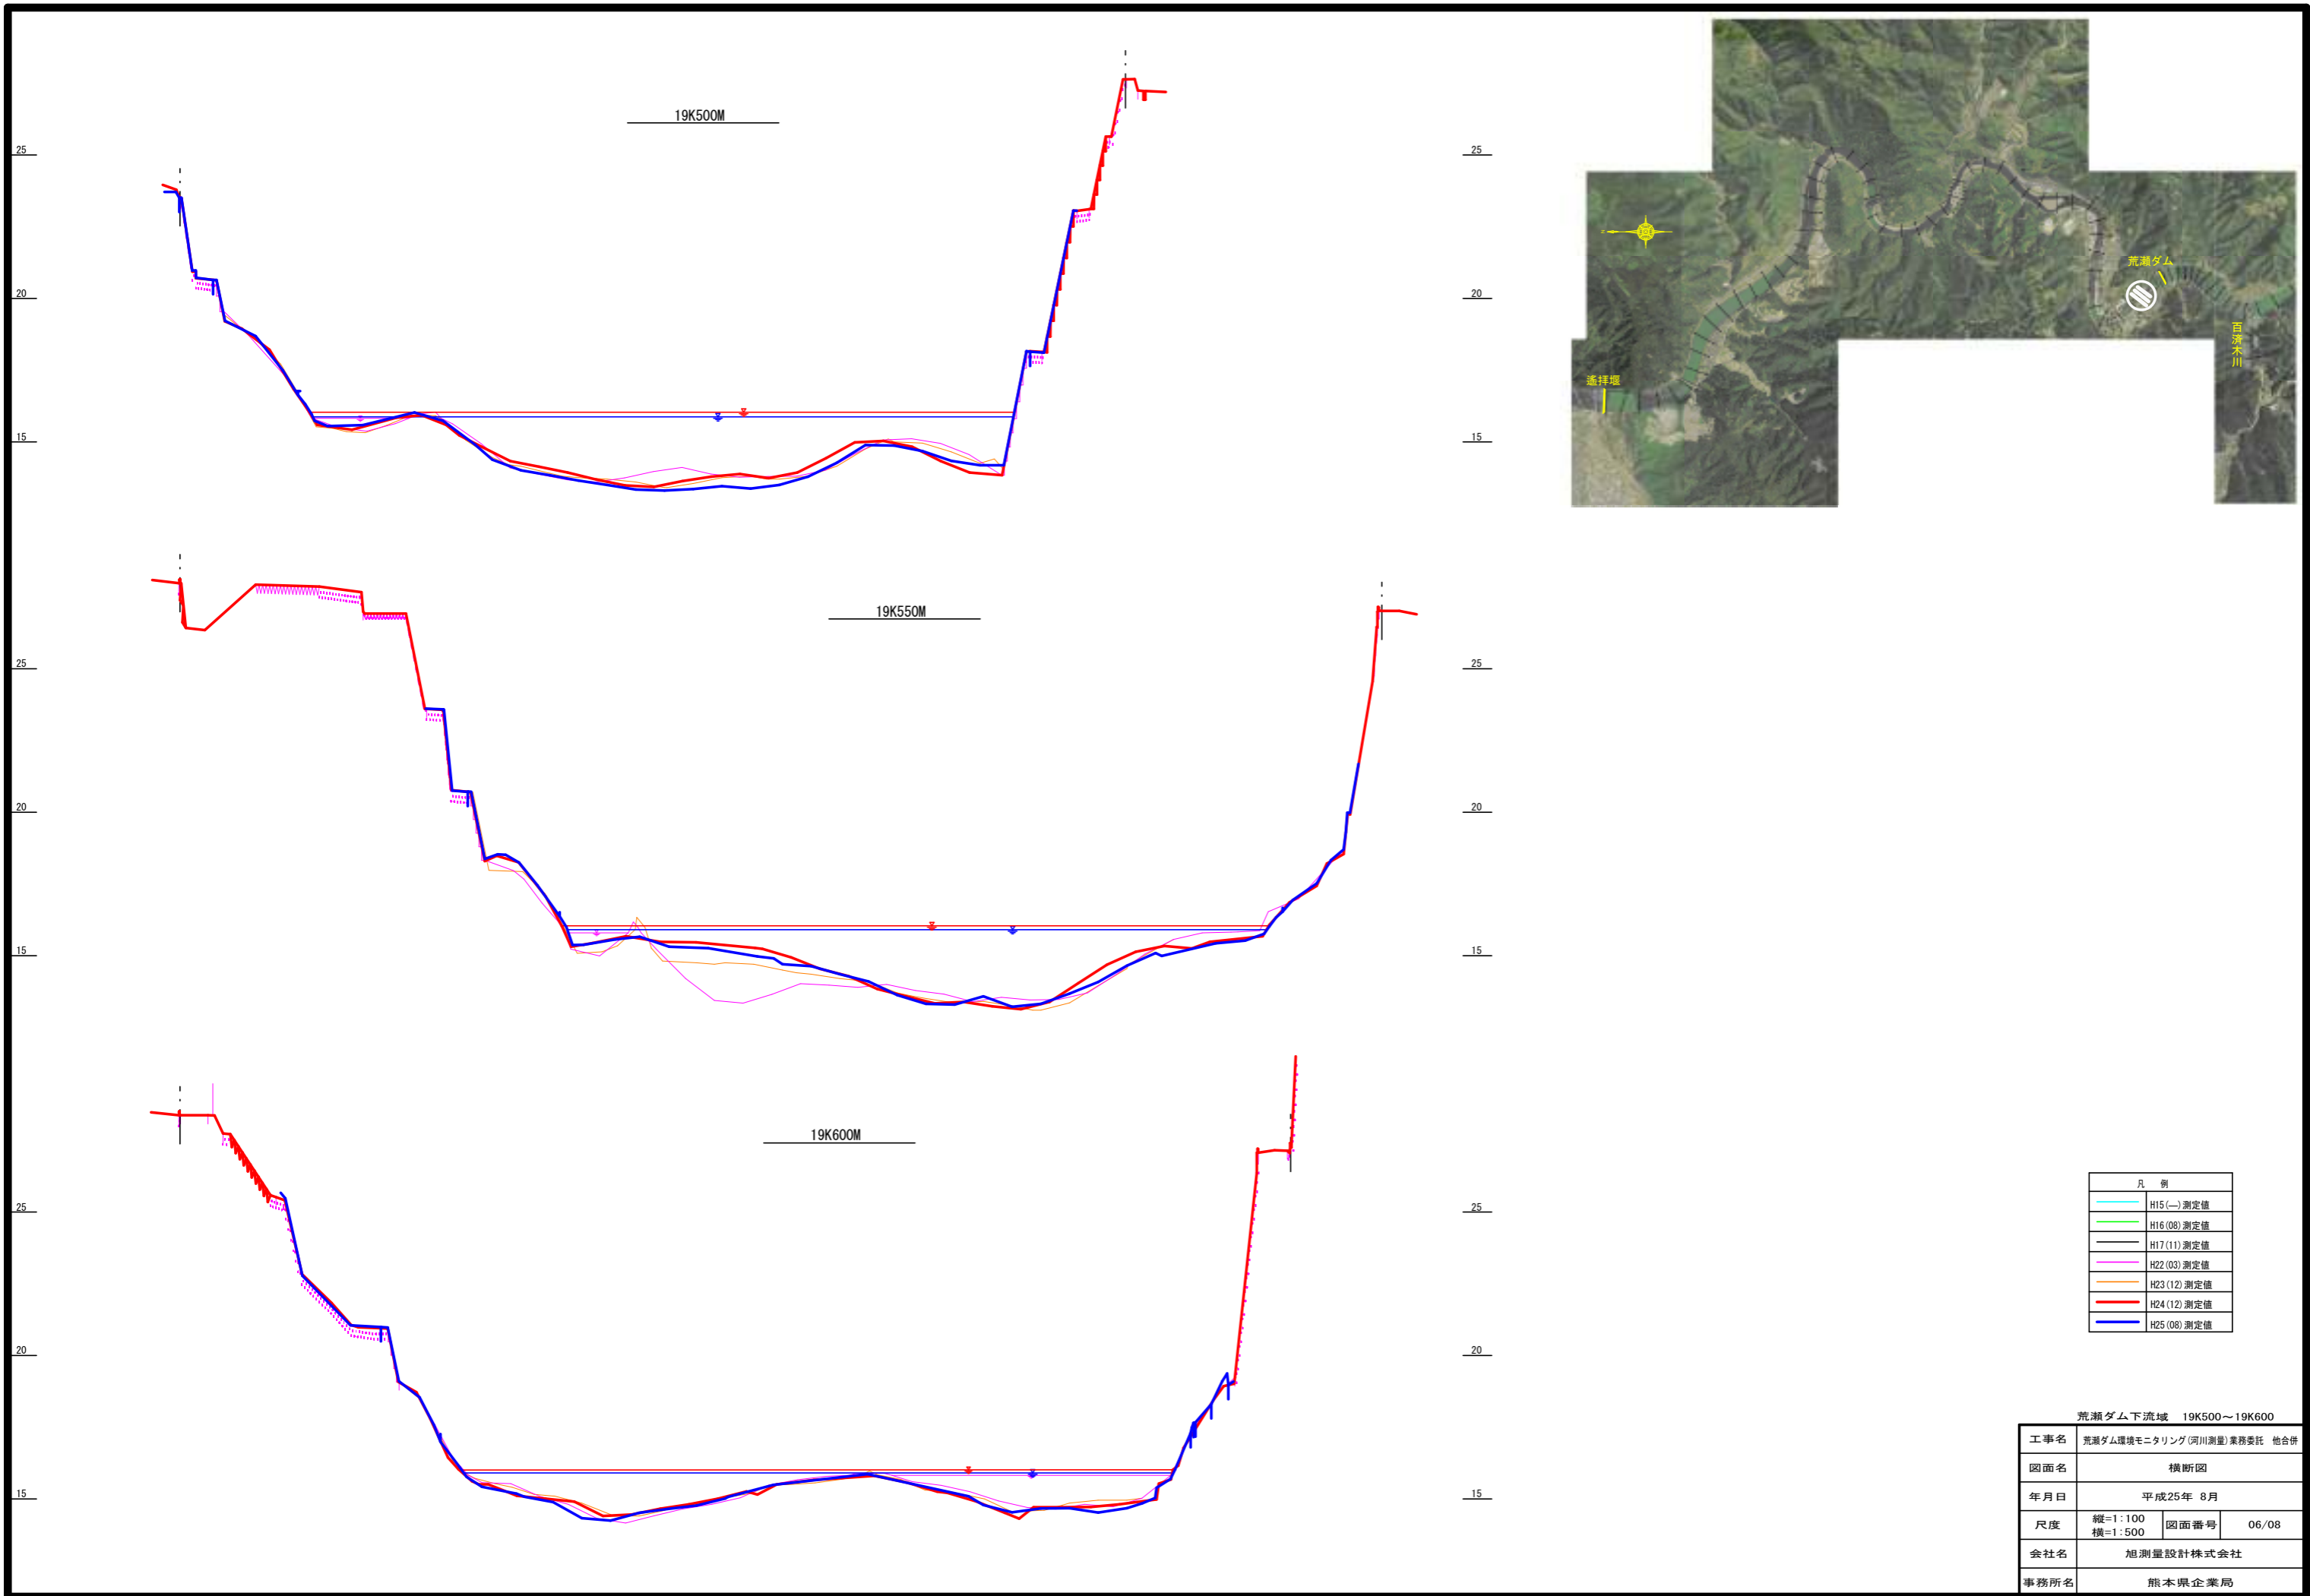 19K500M
25
20
15
25
20
15
荒瀬ダム
百済木川
遙拝堰
19K550M
25
20
15
25
20
15
19K600M
25
20
15
25
20
15
凡 例
H15(―)測定値
H16(08)測定値
H17(11)測定値
H22(03)測定値
H23(12)測定値
H24(12)測定値
H25(08)測定値
荒瀬ダム下流域 19K500～19K600
工事名 荒瀬ダム環境モニタリング(河川測量)業務委託 他合併
図面名 横断図
年月日 平成25年 8月
尺度 縦=1:100 横=1:500 図面番号 06/08
会社名 旭測量設計株式会社
事務所名 熊本県企業局